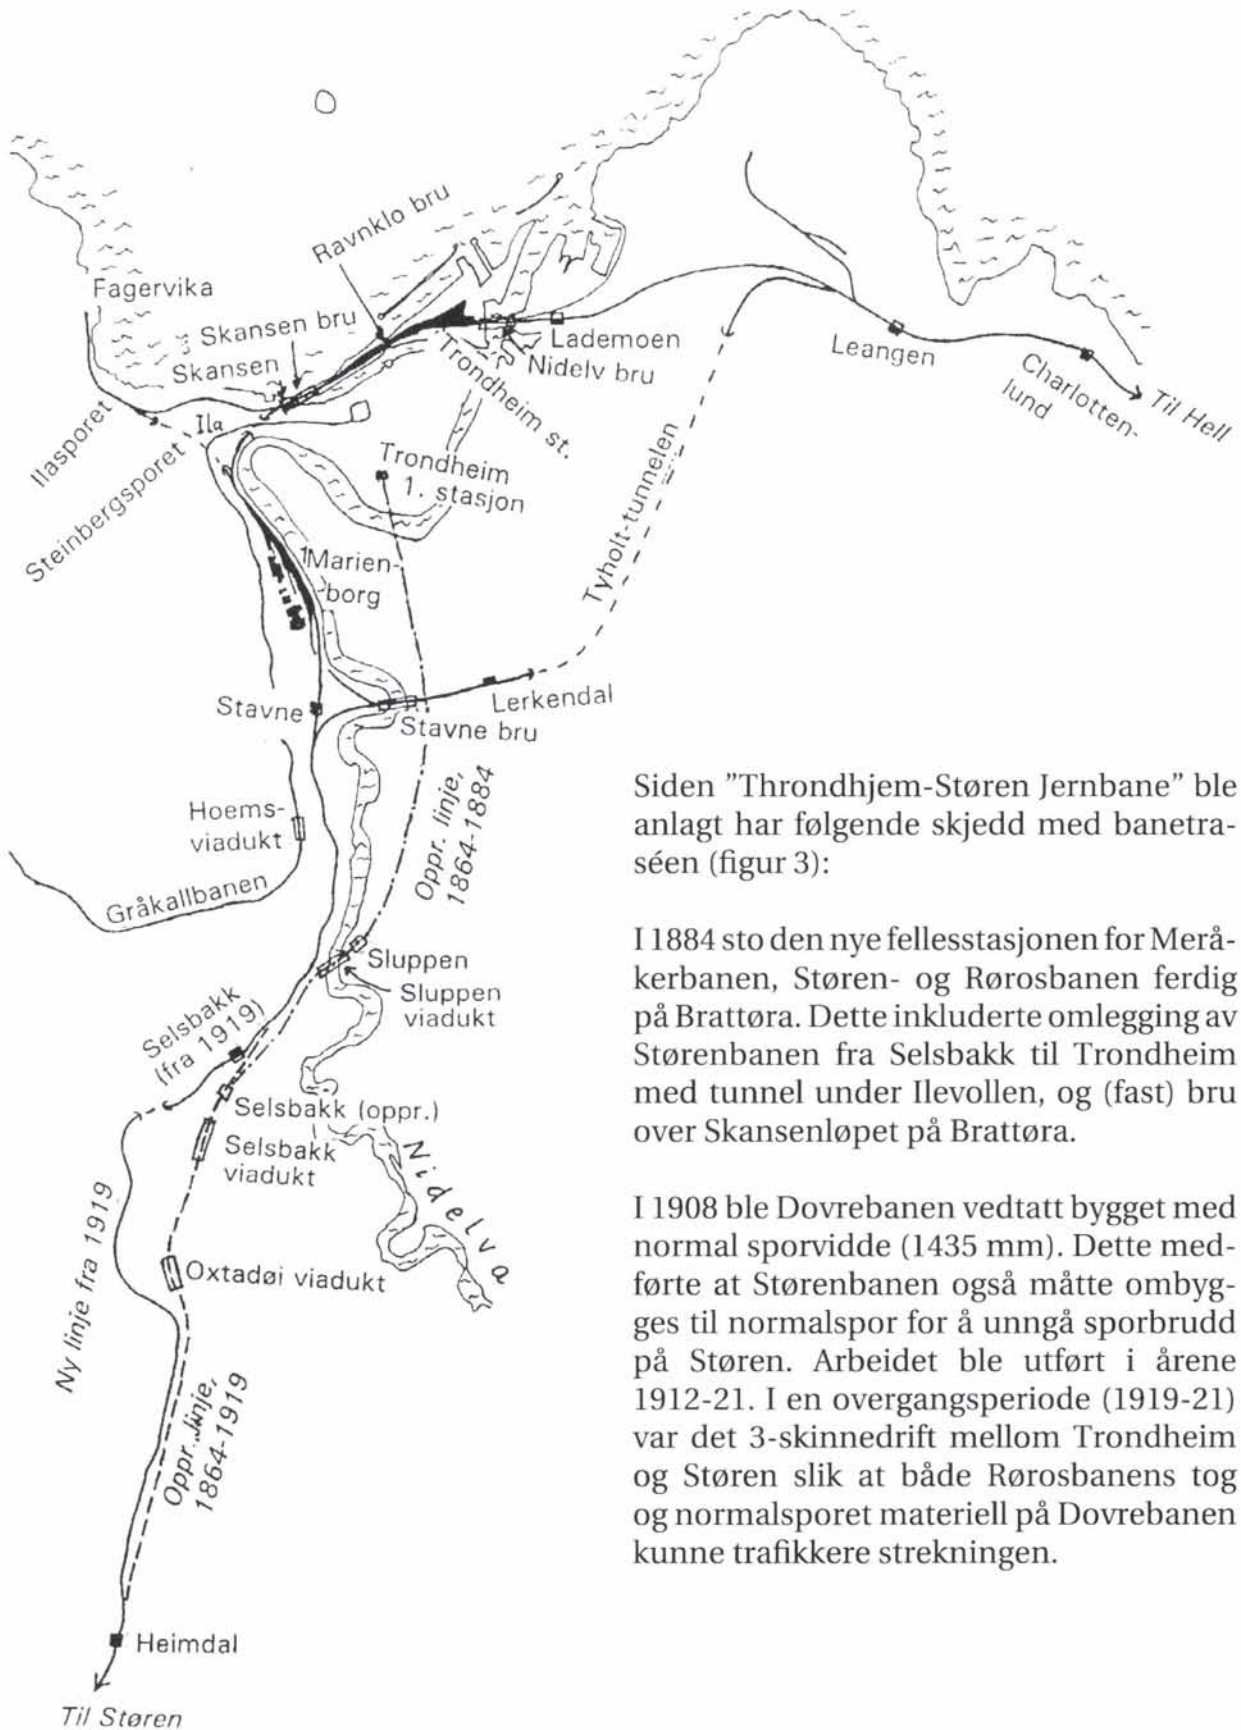 Ravnklo bru
Fagervika
Skansen bru
Skansen
Lademoen
Nidelv bru
Trondheim st.
Leangen
Charlotten-
lund
Til Hell
Ilasporet
Ila
Steinbergsporet
Trondheim
1. stasjon
Tyholt-tunnelen
Marien-
borg
Stavne
Lerkendal
Stavne bru
Hoems-
viadukt
Oppr. linje,
1864-1884
Gråkallbanen
Sluppen
Sluppen
viadukt
Selsbakk
(fra 1919)
Selsbakk (oppr.)
Selsbakk
viadukt
Nidelva
Ny linje fra 1919
Oxtadøi viadukt
Oppr. linje,
1864-1919
Heimdal
Til Støren
Siden "Throndhjem-Støren Jernbane" ble
anlagt har følgende skjedd med banetra-
séen (figur 3):
I 1884 sto den nye fellesstasjonen for Merå-
kerbanen, Støren- og Rørosbanen ferdig
på Brattøra. Dette inkluderte omlegging av
Størenbanen fra Selsbakk til Trondheim
med tunnel under Ilevollen, og (fast) bru
over Skansenløpet på Brattøra.
I 1908 ble Dovrebanen vedtatt bygget med
normal sporvidde (1435 mm). Dette med-
førte at Størenbanen også måtte ombyg-
ges til normalspor for å unngå sporbrudd
på Støren. Arbeidet ble utført i årene
1912-21. I en overgangsperiode (1919-21)
var det 3-skinnedrift mellom Trondheim
og Støren slik at både Rørosbanens tog
og normalsporet materiell på Dovrebanen
kunne trafikkere strekningen.